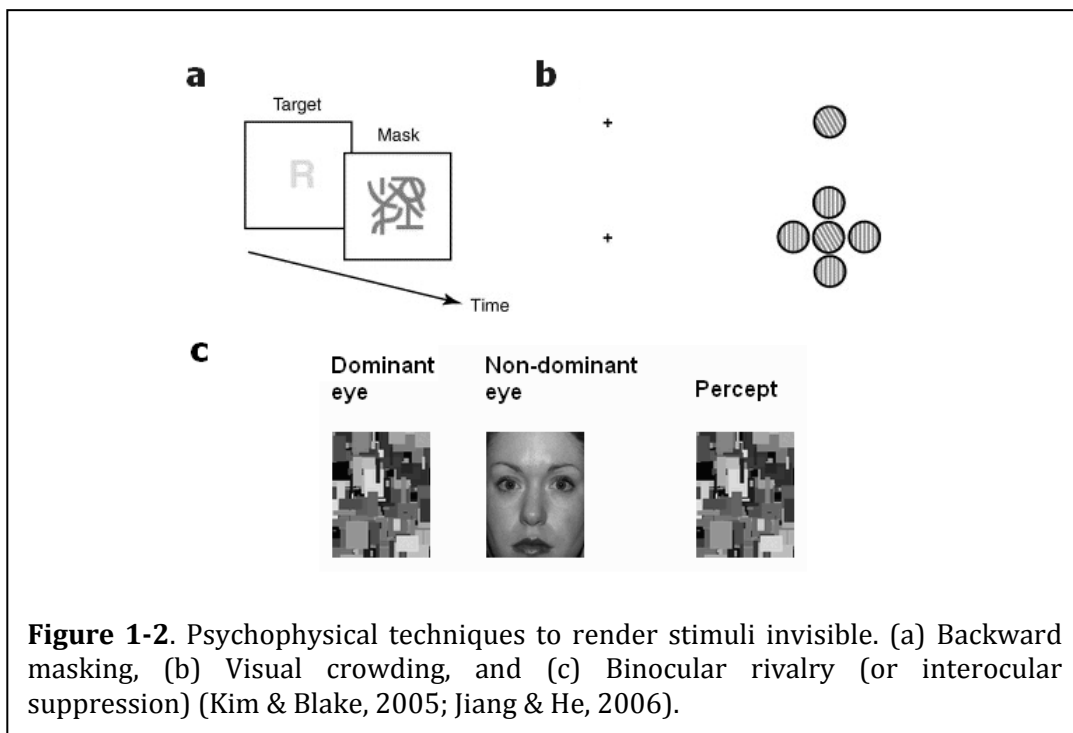 a
b
Target
Mask
R
+
+
Time
c
Dominant
eye
Non-dominant
eye
Percept
Figure 1-2. Psychophysical techniques to render stimuli invisible. (a) Backward
masking, (b) Visual crowding, and (c) Binocular rivalry (or interocular
suppression) (Kim & Blake, 2005; Jiang & He, 2006).